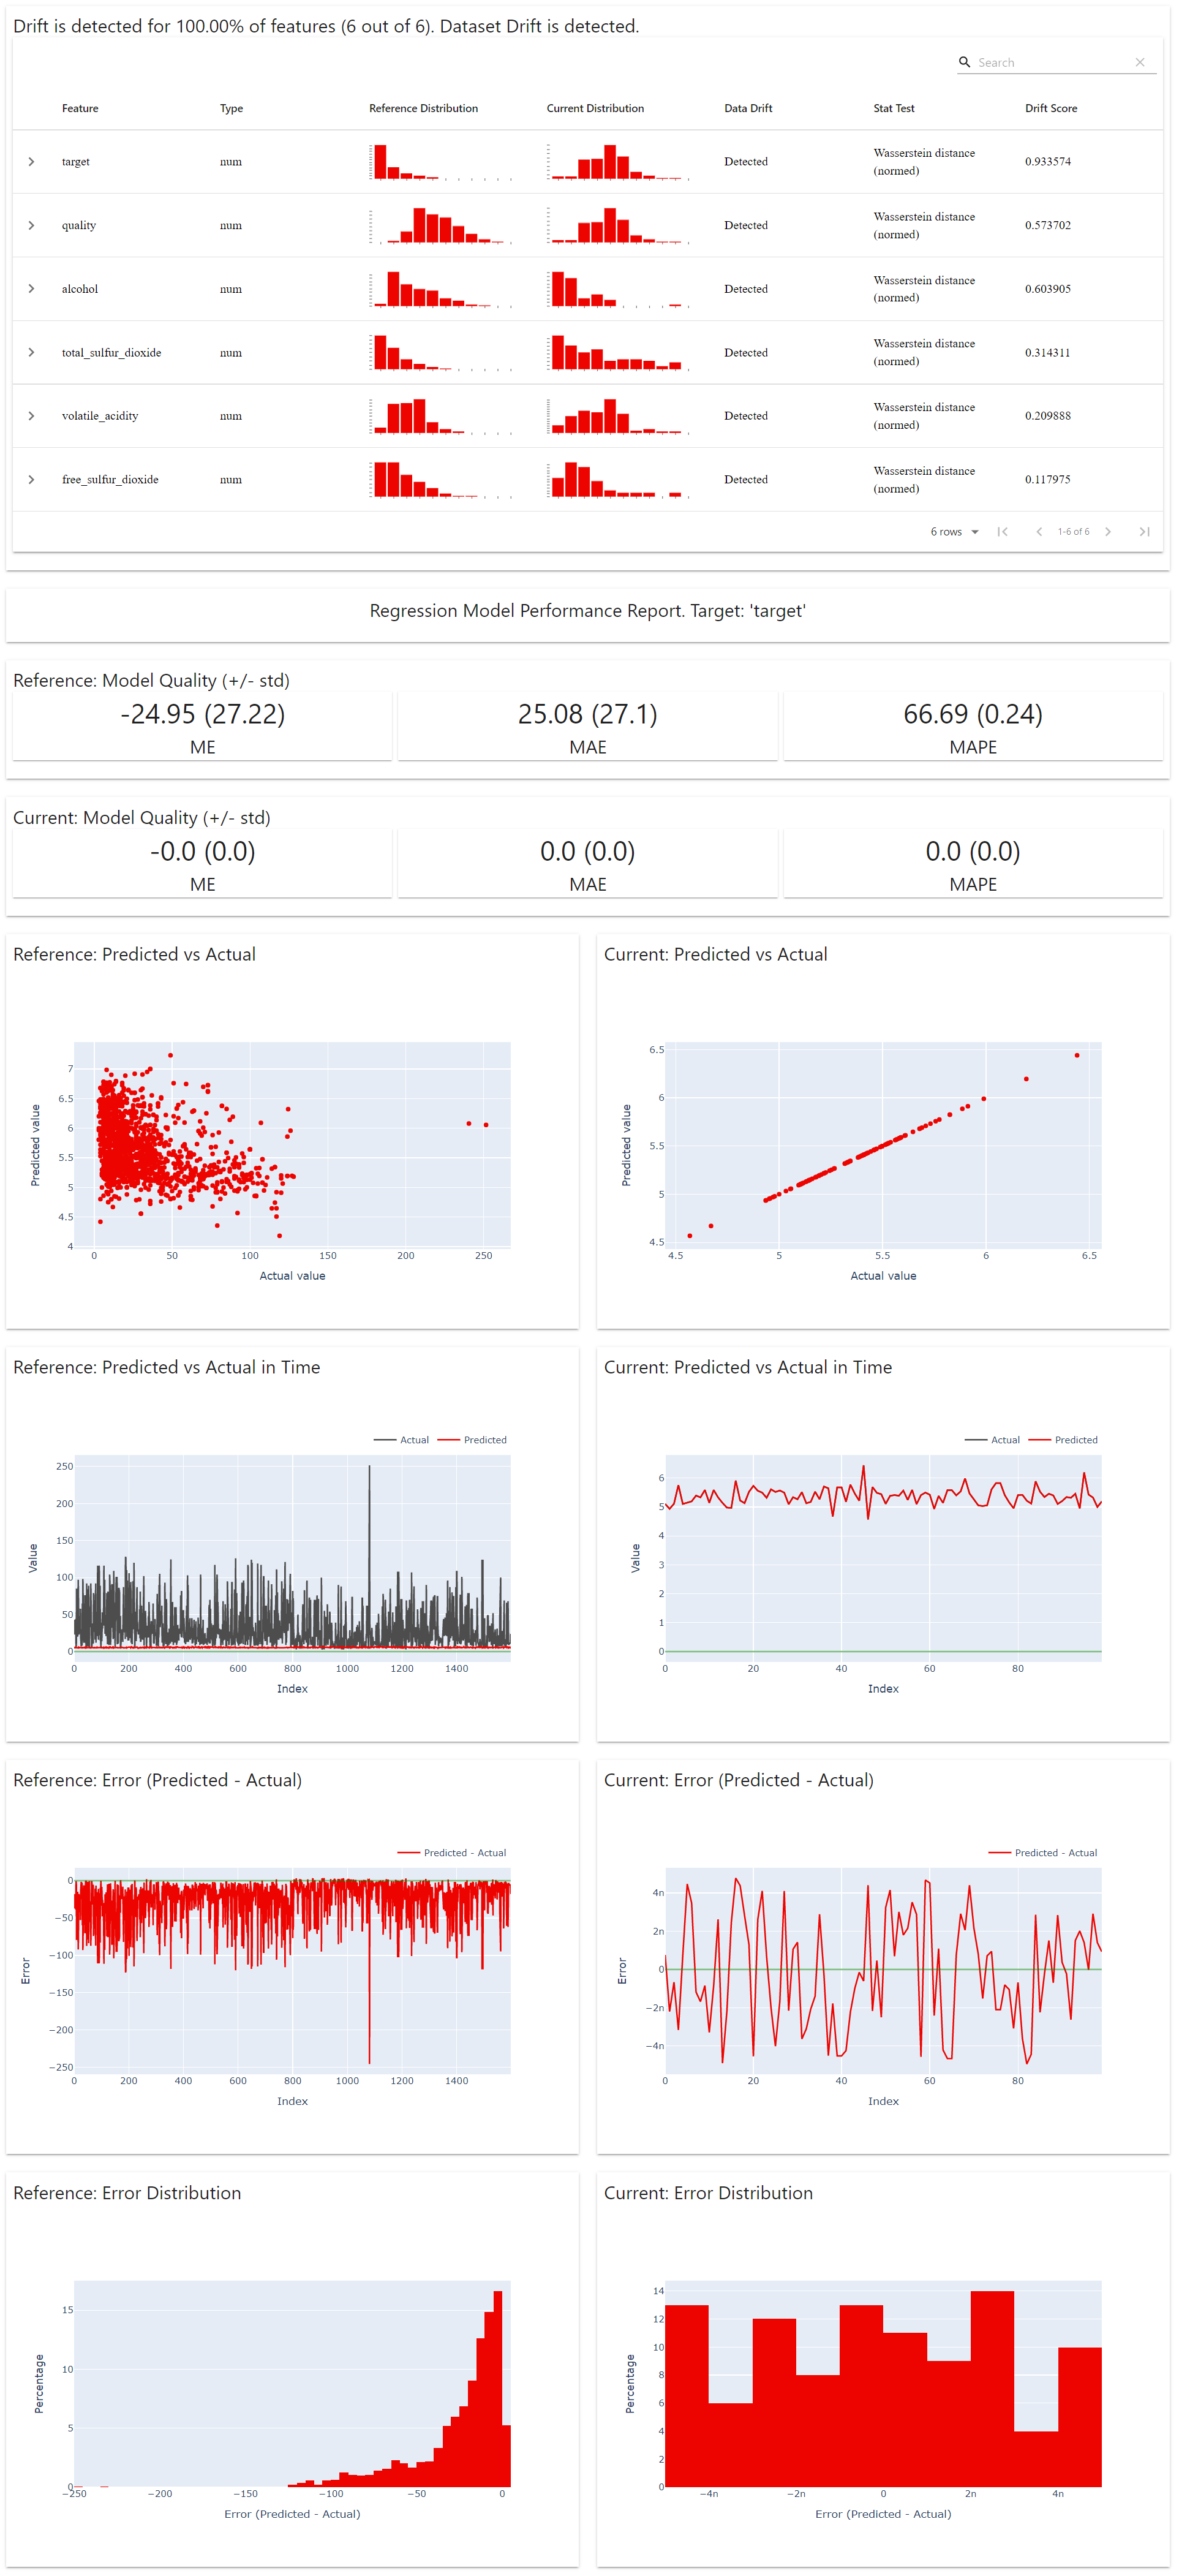 Drift is detected for 100.00% of features (6 out of 6). Dataset Drift is detected.
Search
Feature Type Reference Distribution Current Distribution Data Drift Stat Test Drift Score
target num Detected Wasserstein distance (normed) 0.933574
quality num Detected Wasserstein distance (normed) 0.573702
alcohol num Detected Wasserstein distance (normed) 0.603905
total_sulfur_dioxide num Detected Wasserstein distance (normed) 0.314311
volatile_acidity num Detected Wasserstein distance (normed) 0.209888
free_sulfur_dioxide num Detected Wasserstein distance (normed) 0.117975
6 rows 1-6 of 6
Regression Model Performance Report. Target: 'target'
Reference: Model Quality (+/- std)
-24.95 (27.22) 25.08 (27.1) 66.69 (0.24)
ME MAE MAPE
Current: Model Quality (+/- std)
-0.0 (0.0) 0.0 (0.0) 0.0 (0.0)
ME MAE MAPE
Reference: Predicted vs Actual
7
6.5
6
5.5
5
4.5
4
0 50 100 150 200 250
Predicted value
Actual value
Current: Predicted vs Actual
6.5
6
5.5
5
4.5
4.5 5 5.5 6 6.5
Predicted value
Actual value
Reference: Predicted vs Actual in Time
Actual Predicted
250
200
150
100
50
0
0 200 400 600 800 1000 1200 1400
Value
Index
Current: Predicted vs Actual in Time
Actual Predicted
6
5
4
3
2
1
0
0 20 40 60 80
Value
Index
Reference: Error (Predicted - Actual)
Predicted - Actual
0
−50
−100
−150
−200
−250
0 200 400 600 800 1000 1200 1400
Error
Index
Current: Error (Predicted - Actual)
Predicted - Actual
4n
2n
0
−2n
−4n
0 20 40 60 80
Error
Index
Reference: Error Distribution
15
10
5
0
−250 −200 −150 −100 −50 0
Percentage
Error (Predicted - Actual)
Current: Error Distribution
14
12
10
8
6
4
2
0
−4n −2n 0 2n 4n
Percentage
Error (Predicted - Actual)